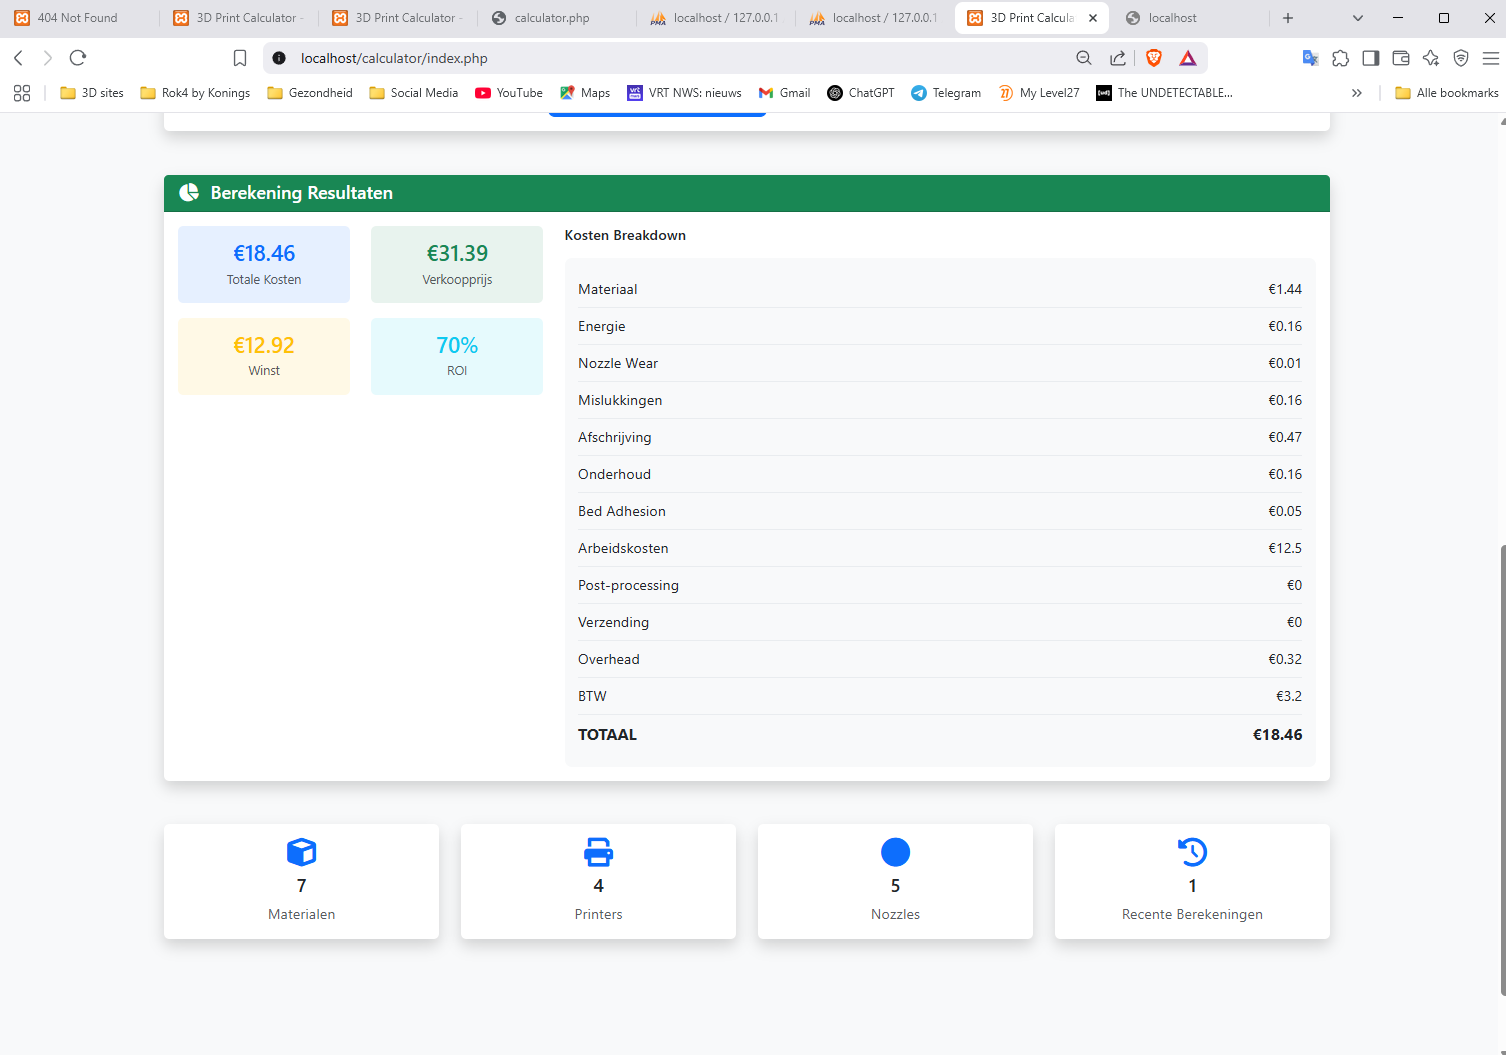 404 Not Found
3D Print Calculator -
3D Print Calculator -
calculator.php
localhost / 127.0.0.1
localhost / 127.0.0.1
3D Print Calcula
localhost
localhost/calculator/index.php
3D sites
Rok4 by Konings
Gezondheid
Social Media
YouTube
Maps
VRT NWS: nieuws
Gmail
ChatGPT
Telegram
My Level27
The UNDETECTABLE...
Alle bookmarks
Berekening Resultaten
€18.46
Totale Kosten
€31.39
Verkoopprijs
€12.92
Winst
70%
ROI
Kosten Breakdown
Materiaal €1.44
Energie €0.16
Nozzle Wear €0.01
Mislukkingen €0.16
Afschrijving €0.47
Onderhoud €0.16
Bed Adhesion €0.05
Arbeidskosten €12.5
Post-processing €0
Verzending €0
Overhead €0.32
BTW €3.2
TOTAAL €18.46
7
Materialen
4
Printers
5
Nozzles
1
Recente Berekeningen